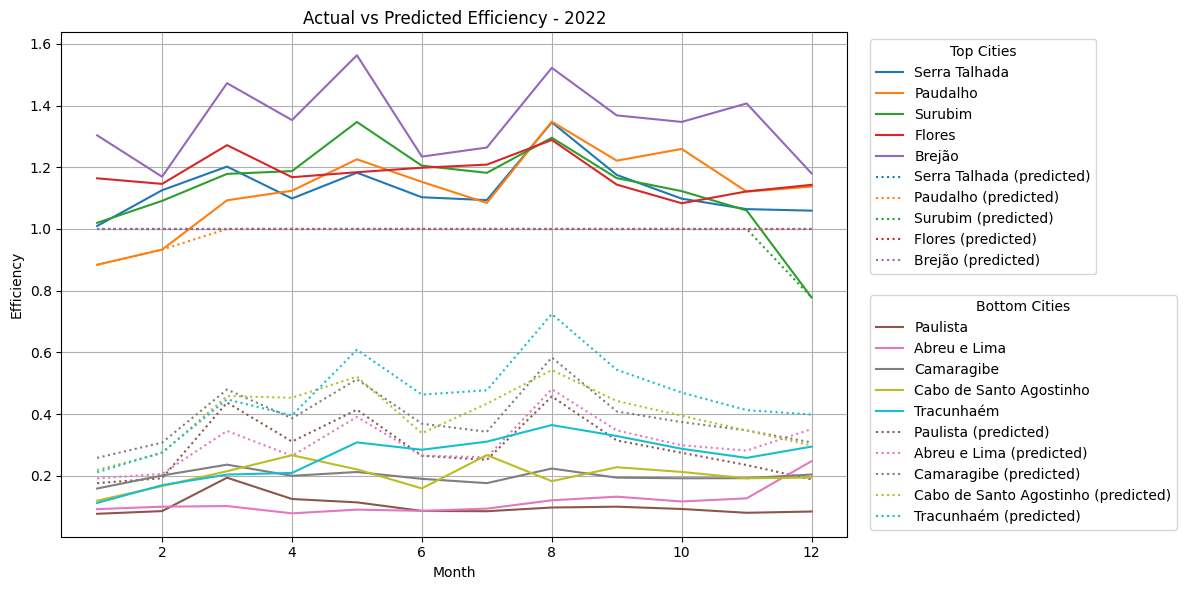 Actual vs Predicted Efficiency - 2022
Efficiency
1.6
1.4
1.2
1.0
0.8
0.6
0.4
0.2
2
4
6
8
10
12
Month
Top Cities
Serra Talhada
Paudalho
Surubim
Flores
Brejão
Serra Talhada (predicted)
Paudalho (predicted)
Surubim (predicted)
Flores (predicted)
Brejão (predicted)
Bottom Cities
Paulista
Abreu e Lima
Camaragibe
Cabo de Santo Agostinho
Tracunhaém
Paulista (predicted)
Abreu e Lima (predicted)
Camaragibe (predicted)
Cabo de Santo Agostinho (predicted)
Tracunhaém (predicted)